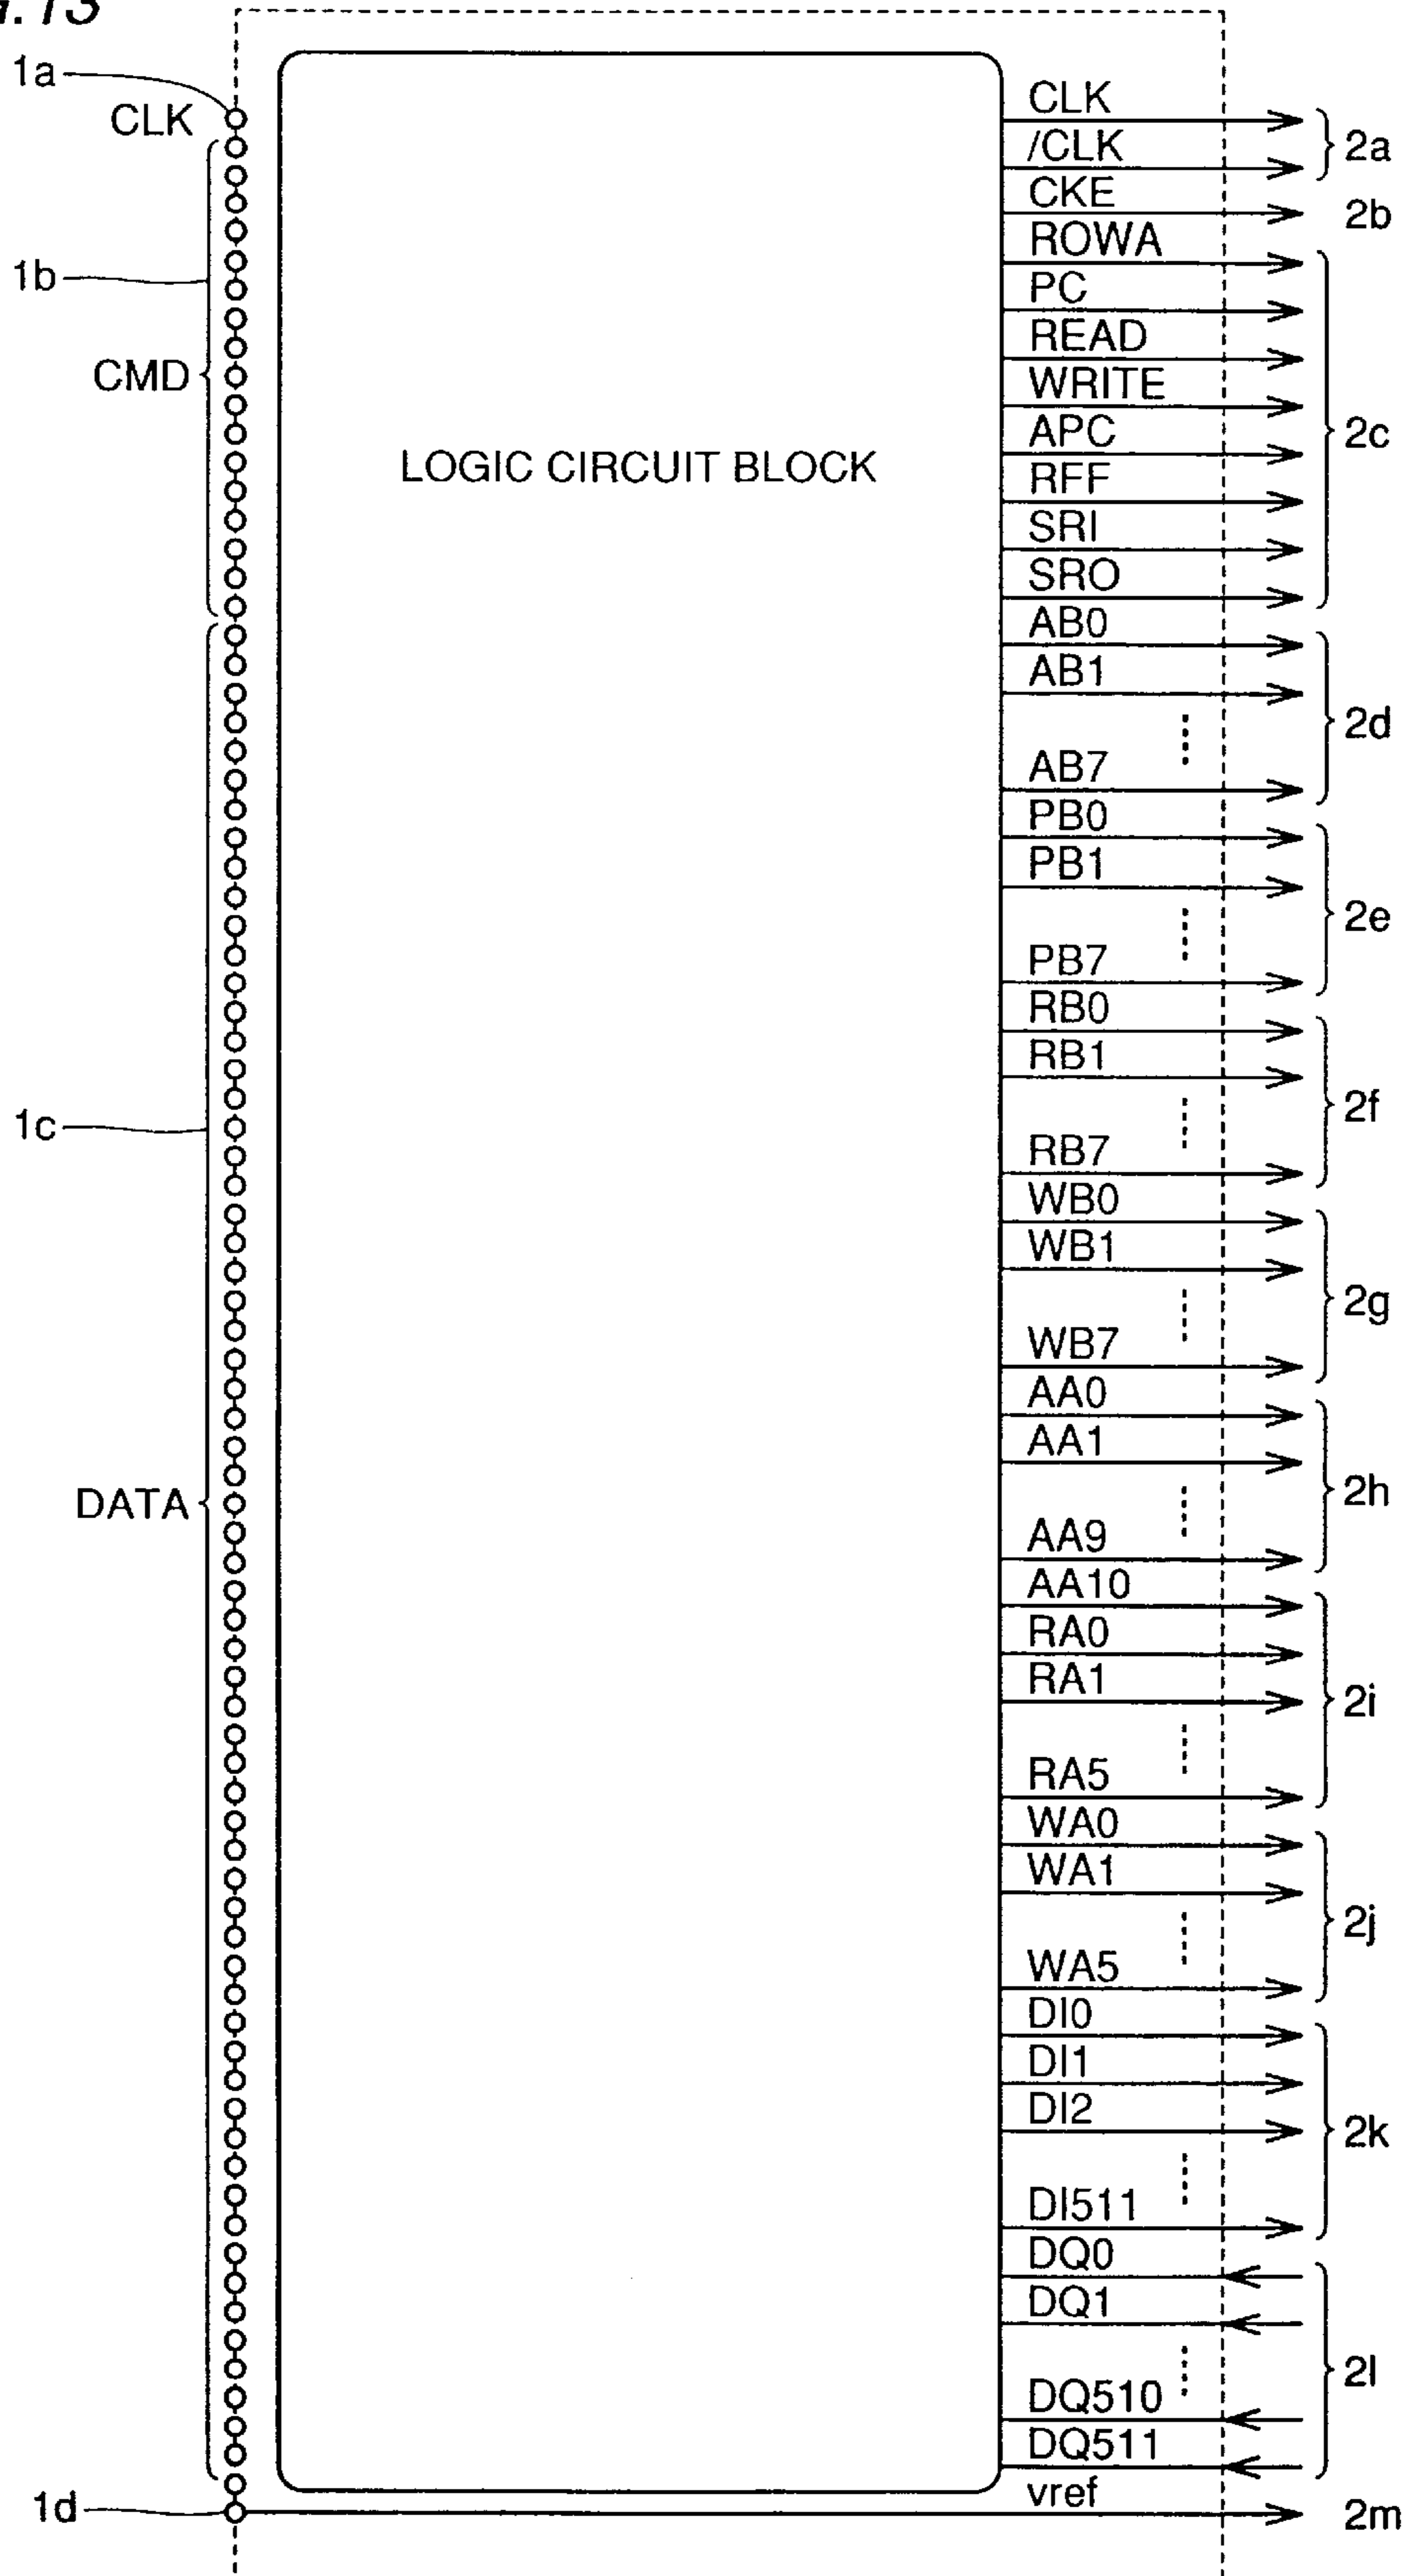 .13
1a
CLK
1b
CMD
1c
DATA
1d
LOGIC CIRCUIT BLOCK
CLK
/CLK
2a
CKE
2b
ROWA
PC
READ
WRITE
APC
RFF
SRI
SRO
2c
AB0
AB1
AB7
2d
PB0
PB1
PB7
2e
RB0
RB1
RB7
2f
WB0
WB1
WB7
2g
AA0
AA1
AA9
2h
AA10
RA0
RA1
RA5
2i
WA0
WA1
WA5
2j
DI0
DI1
DI2
DI511
2k
DQ0
DQ1
DQ510
DQ511
2l
vref
2m